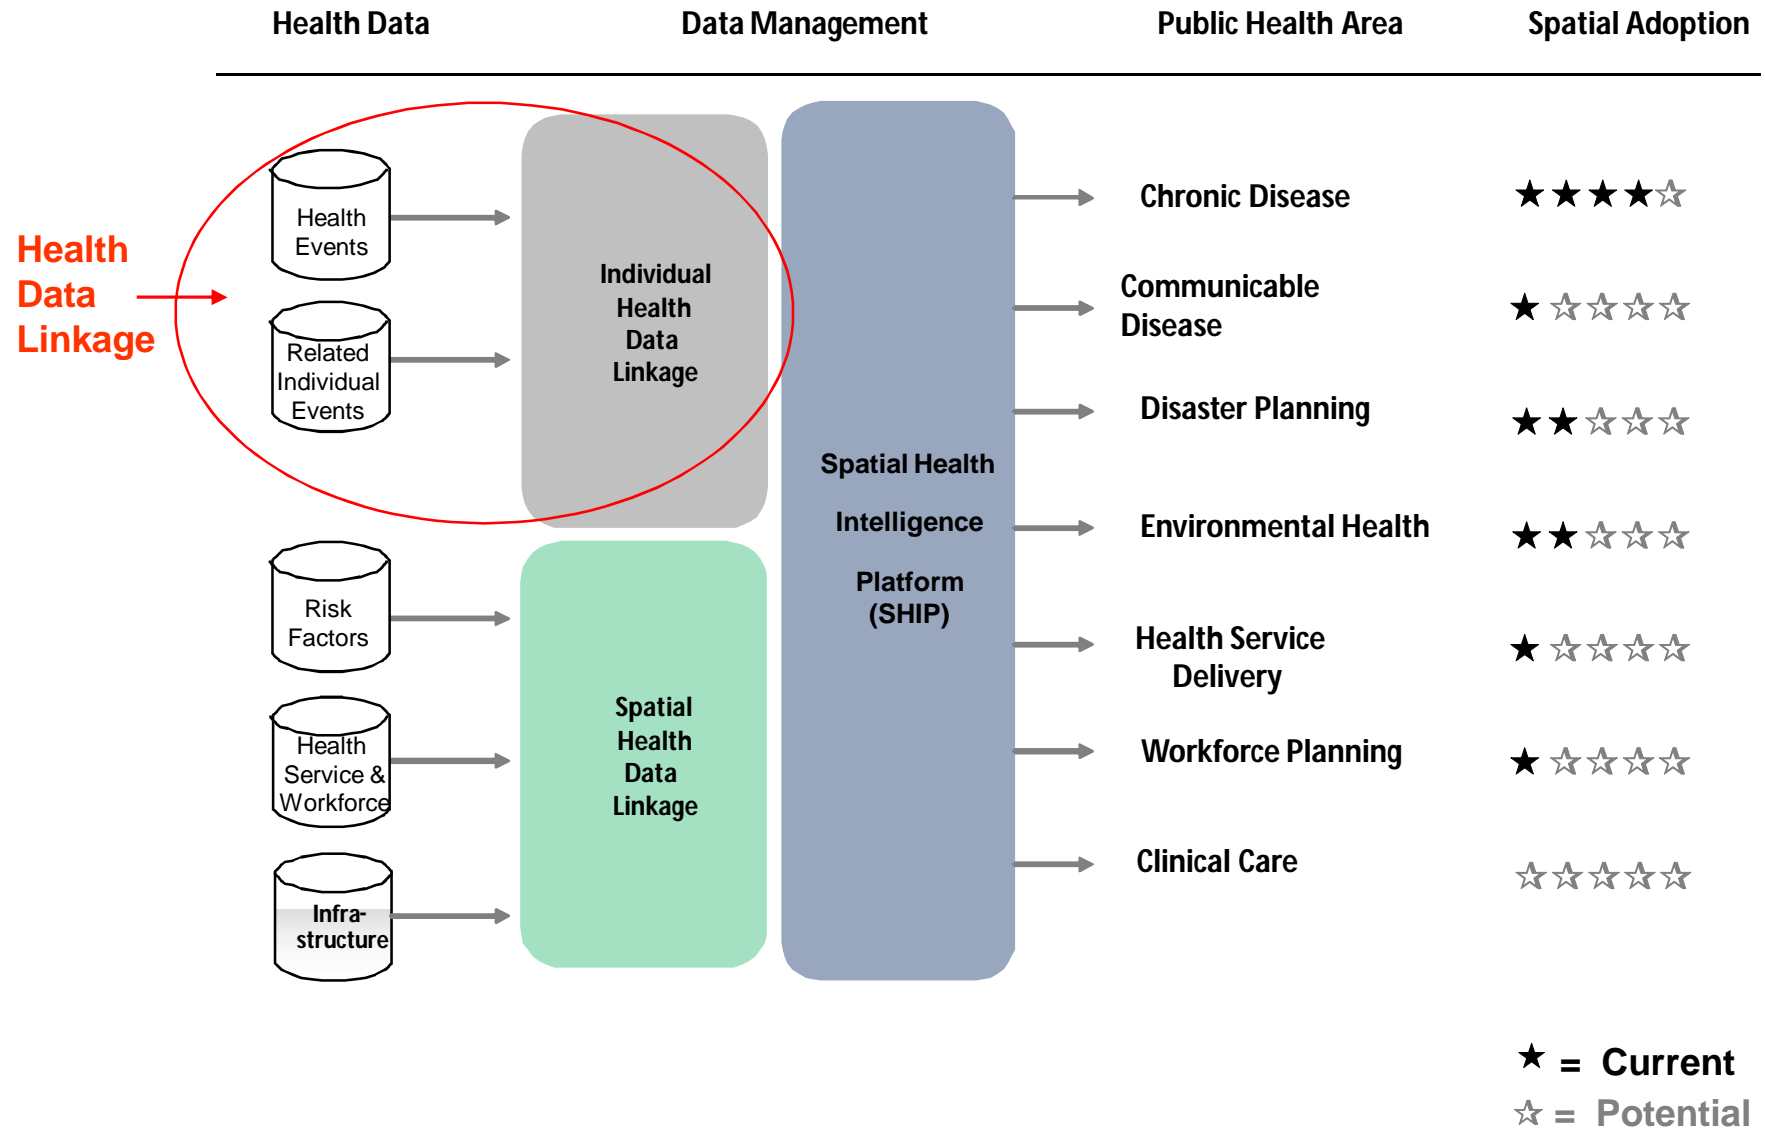 Health Data
Data Management
Public Health Area
Spatial Adoption
Health
Data
Linkage
Health
Events
Related
Individual
Events
Risk
Factors
Health
Service &
Workforce
Infra-
structure
Individual
Health
Data
Linkage
Spatial
Health
Data
Linkage
Spatial Health
Intelligence
Platform
(SHIP)
Chronic Disease
★★★★☆
Communicable
Disease
★☆☆☆☆
Disaster Planning
★★☆☆☆
Environmental Health
★★☆☆☆
Health Service
Delivery
★☆☆☆☆
Workforce Planning
★☆☆☆☆
Clinical Care
☆☆☆☆☆
★ = Current
☆ = Potential